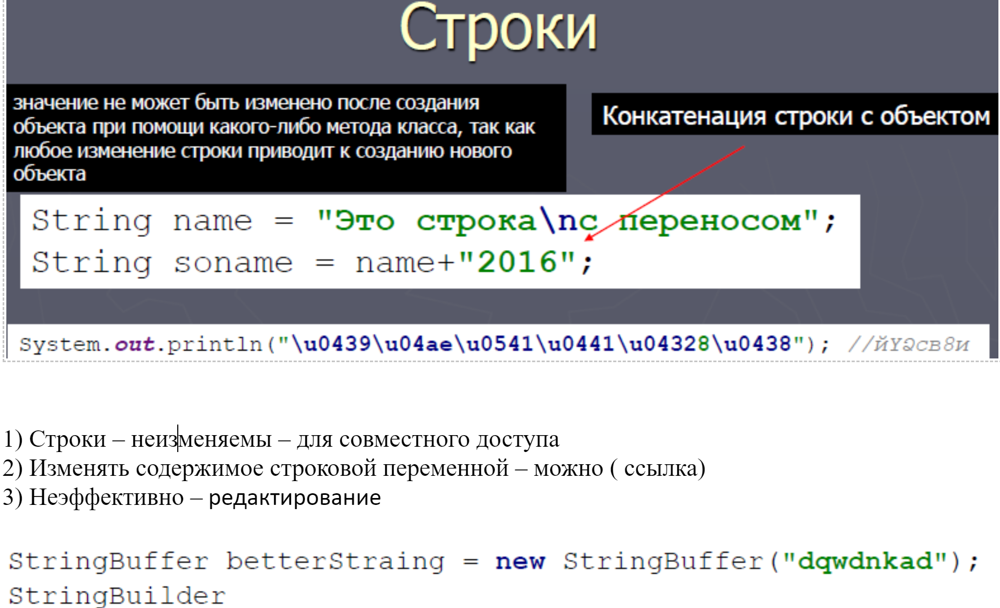 Строки
значение не может быть изменено после создания
объекта при помощи какого-либо метода класса, так как
любое изменение строки приводит к созданию нового
объекта
Конкатенация строки с объектом
String name = "Это строка\nс переносом";
String soname = name+"2016";
System.out.println("\u0439\u04ae\u0541\u0441\u04328\u0438"); //йҮՁсв8и
1) Строки – неизменяемы – для совместного доступа
2) Изменять содержимое строковой переменной – можно ( ссылка)
3) Неэффективно – редактирование
StringBuffer betterStraing = new StringBuffer("dqwdnkad");
StringBuilder